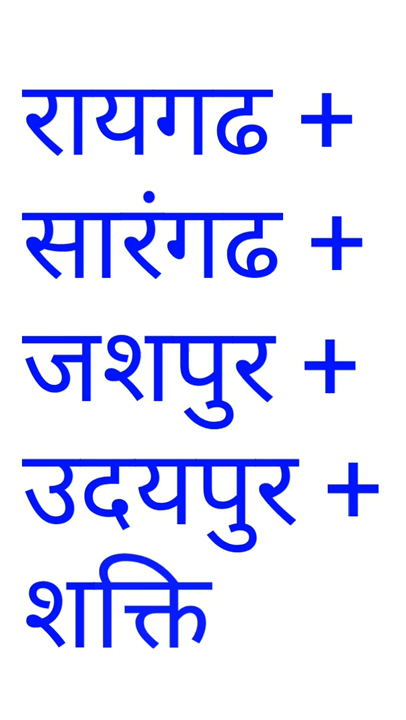 रायगढ +
सारंगढ +
जशपुर +
उदयपुर +
शक्ति